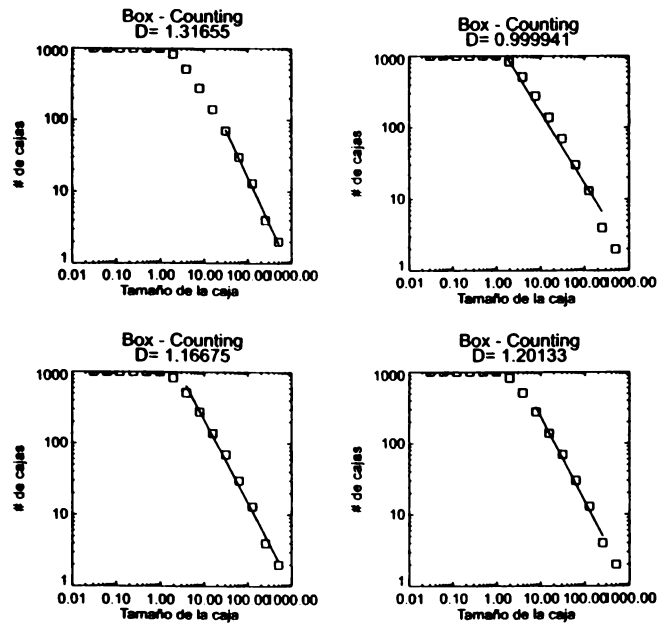 Box - Counting
D= 1.31655
1000
100
10
1
# de cajas
0.01 0.10 1.00 10.00 100.00 1000.00
Tamaño de la caja
Box - Counting
D= 0.999941
1000
100
10
1
# de cajas
0.01 0.10 1.00 10.00 100.00 1000.00
Tamaño de la caja
Box - Counting
D= 1.16675
1000
100
10
1
# de cajas
0.01 0.10 1.00 10.00 100.00 1000.00
Tamaño de la caja
Box - Counting
D= 1.20133
1000
100
10
1
# de cajas
0.01 0.10 1.00 10.00 100.00 1000.00
Tamaño de la caja